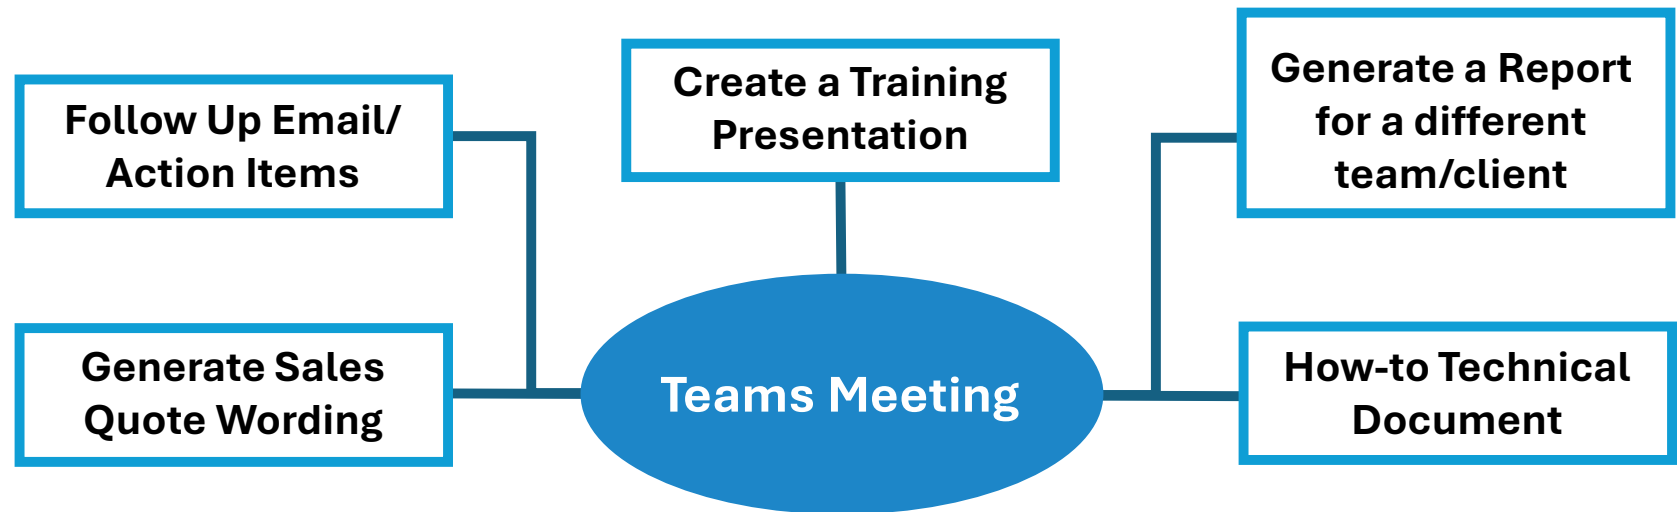 Follow Up Email/
Action Items
Create a Training
Presentation
Generate a Report
for a different
team/client
Generate Sales
Quote Wording
Teams Meeting
How-to Technical
Document